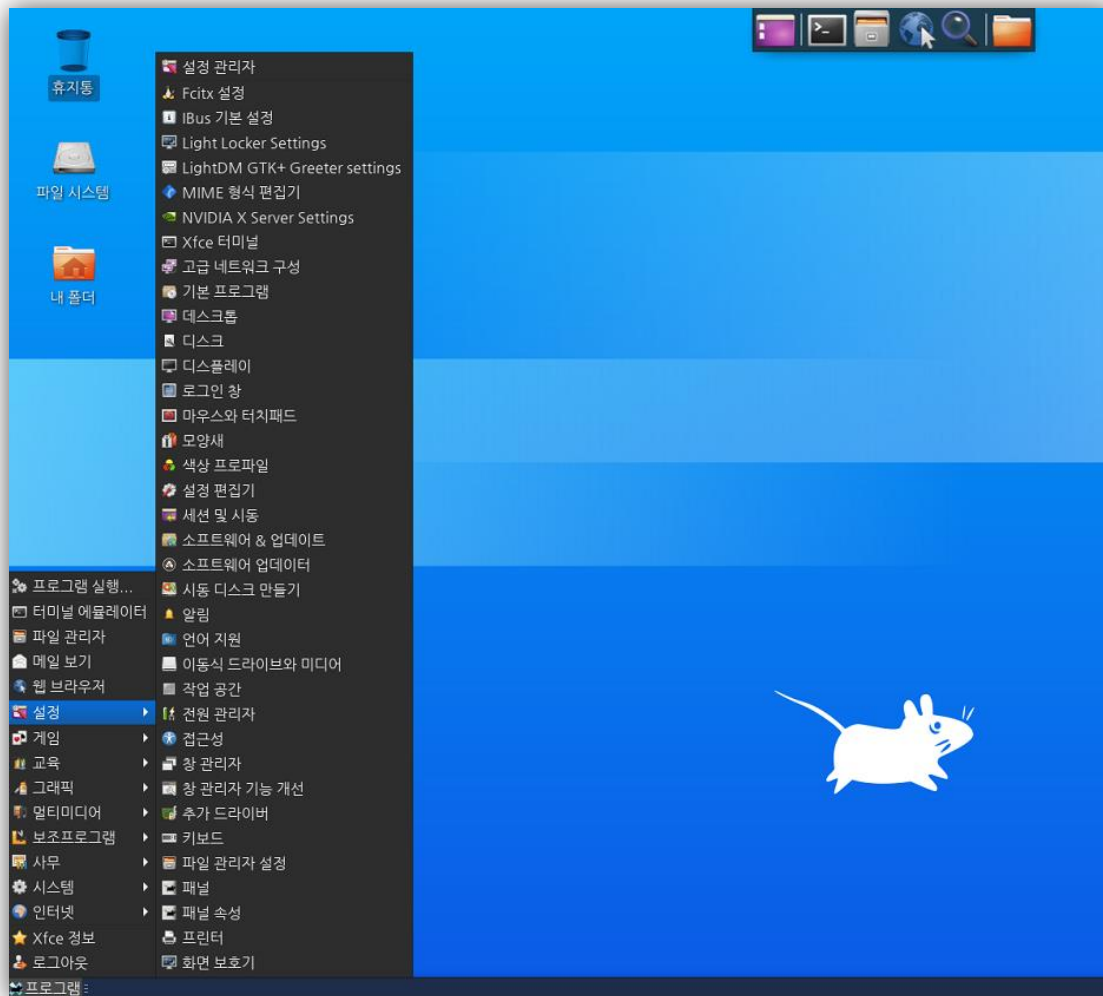 휴지통
파일 시스템
내 폴더
설정 관리자
Fcitx 설정
IBus 기본 설정
Light Locker Settings
LightDM GTK+ Greeter settings
MIME 형식 편집기
NVIDIA X Server Settings
Xfce 터미널
고급 네트워크 구성
기본 프로그램
데스크톱
디스크
디스플레이
로그인 창
마우스와 터치패드
모양새
색상 프로파일
설정 편집기
세션 및 시동
소프트웨어 & 업데이트
소프트웨어 업데이터
시동 디스크 만들기
알림
언어 지원
이동식 드라이브와 미디어
작업 공간
전원 관리자
접근성
창 관리자
창 관리자 기능 개선
추가 드라이버
키보드
파일 관리자 설정
패널
패널 속성
프린터
화면 보호기
프로그램 실행...
터미널 에뮬레이터
파일 관리자
메일 보기
웹 브라우저
설정
게임
교육
그래픽
멀티미디어
보조프로그램
사무
시스템
인터넷
Xfce 정보
로그아웃
프로그램